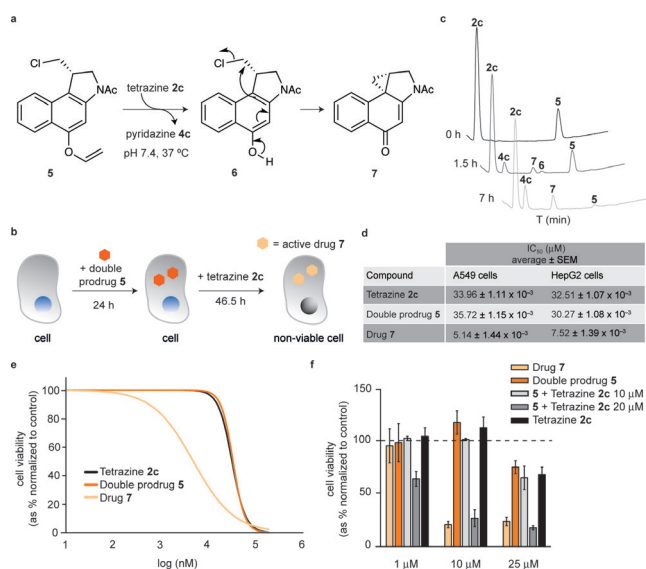 a
Cl
NAc
O
5
tetrazine 2c
pyridazine 4c
pH 7.4, 37 ºC
Cl
NAc
O
H
6
NAc
O
7
c
2c
2c
2c
5
0 h
4c
7
6
5
1.5 h
4c
7
5
7 h
T (min)
b
= active drug 7
+ double
prodrug 5
24 h
+ tetrazine 2c
46.5 h
cell
cell
non-viable cell
d
IC50 (μM)
average ± SEM
Compound A549 cells HepG2 cells
Tetrazine 2c 33.96 ± 1.11 x 10⁻³ 32.51 ± 1.07 x 10⁻³
Double prodrug 5 35.72 ± 1.15 x 10⁻³ 30.27 ± 1.08 x 10⁻³
Drug 7 5.14 ± 1.44 x 10⁻³ 7.52 ± 1.39 x 10⁻³
e
cell viability
(as % normalized to control)
100
80
60
40
20
0
Tetrazine 2c
Double prodrug 5
Drug 7
1 2 3 4 5 6
log (nM)
f
Drug 7
Double prodrug 5
5 + Tetrazine 2c 10 μM
5 + Tetrazine 2c 20 μM
Tetrazine 2c
cell viability
(as % normalized to control)
150
100
50
0
1 μM 10 μM 25 μM